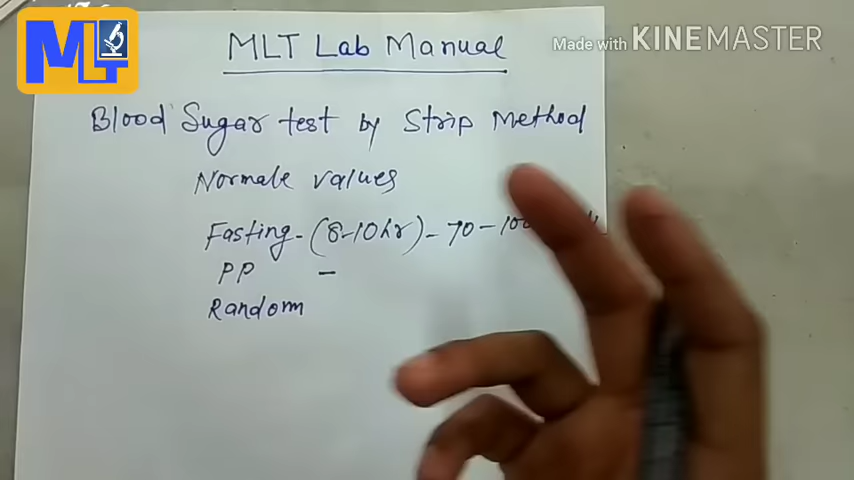 MLT
Made with KINEMASTER
MLT Lab Manual
Blood Sugar test by Strip Method
Normale values
Fasting - (8-10hr) - 70 -
PP -
Random